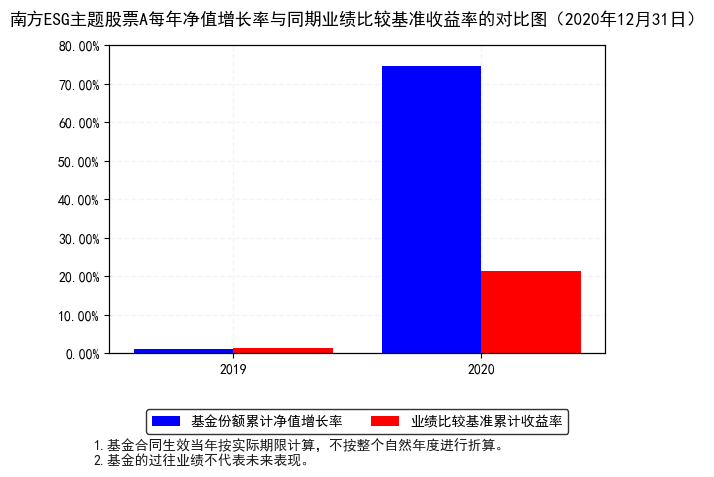 南方ESG主题股票A每年净值增长率与同期业绩比较基准收益率的对比图（2020年12月31日）
80.00%
70.00%
60.00%
50.00%
40.00%
30.00%
20.00%
10.00%
0.00%
2019 2020
基金份额累计净值增长率 业绩比较基准累计收益率
1.基金合同生效当年按实际期限计算，不按整个自然年度进行折算。
2.基金的过往业绩不代表未来表现。